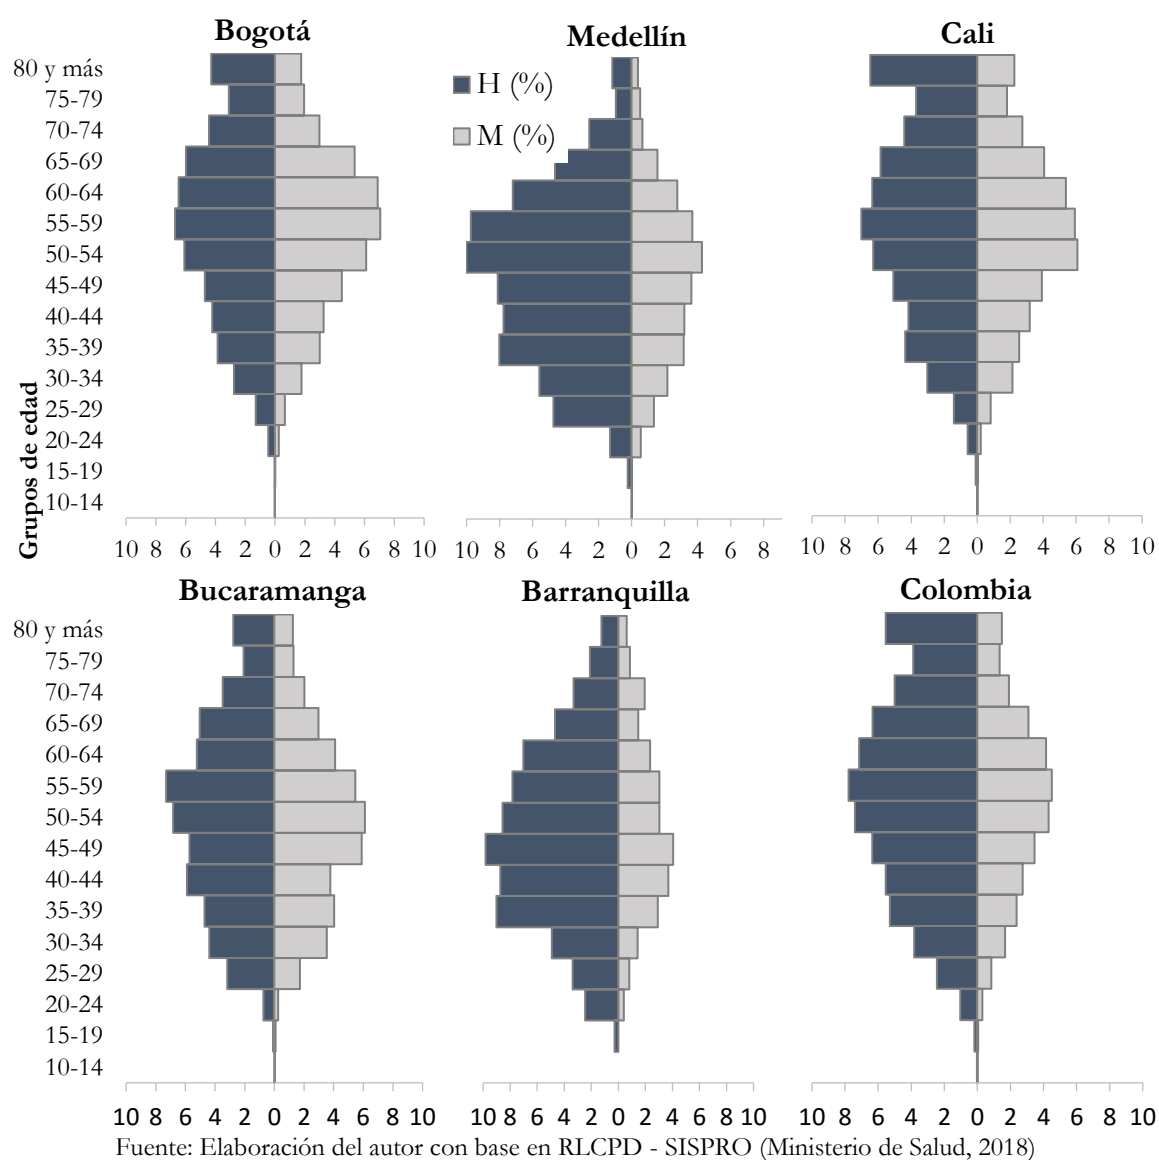 Bogotá
Medellín
Cali
H (%)
M (%)
Grupos de edad
80 y más
75-79
70-74
65-69
60-64
55-59
50-54
45-49
40-44
35-39
30-34
25-29
20-24
15-19
10-14
10 8 6 4 2 0 2 4 6 8 10
10 8 6 4 2 0 2 4 6 8
10 8 6 4 2 0 2 4 6 8 10
Bucaramanga
Barranquilla
Colombia
80 y más
75-79
70-74
65-69
60-64
55-59
50-54
45-49
40-44
35-39
30-34
25-29
20-24
15-19
10-14
10 8 6 4 2 0 2 4 6 8 10
10 8 6 4 2 0 2 4 6 8 10
10 8 6 4 2 0 2 4 6 8 10
Fuente: Elaboración del autor con base en RLCPD - SISPRO (Ministerio de Salud, 2018)